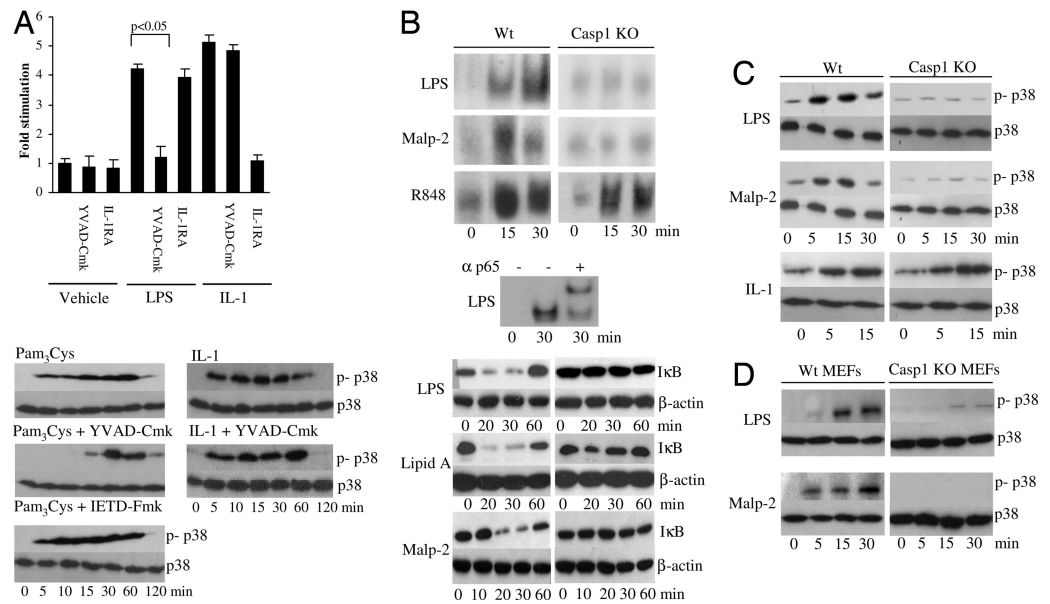 A
Fold stimulation
6
5
4
3
2
1
0
p<0.05
YVAD-Cmk
IL-1RA
YVAD-Cmk
IL-1RA
YVAD-Cmk
IL-1RA
Vehicle LPS IL-1
Pam3Cys IL-1
p- p38
p38
Pam3Cys + YVAD-Cmk IL-1 + YVAD-Cmk
p- p38
p38
0 5 10 15 30 60 120 min
Pam3Cys + IETD-Fmk
p- p38
p38
0 5 10 15 30 60 120 min
B
Wt Casp1 KO
LPS
Malp-2
R848
0 15 30 0 15 30 min
α p65 - - +
LPS
0 30 30 min
LPS IκB
β-actin
0 20 30 60 0 20 30 60 min
Lipid A IκB
β-actin
0 20 30 60 0 20 30 60 min
Malp-2 IκB
β-actin
0 10 20 30 60 0 10 20 30 60 min
C
Wt Casp1 KO
LPS p- p38
p38
Malp-2 p- p38
p38
0 5 15 30 0 5 15 30 min
IL-1 p- p38
p38
0 5 15 0 5 15 min
D
Wt MEFs Casp1 KO MEFs
LPS p- p38
p38
Malp-2 p- p38
p38
0 5 15 30 0 5 15 30 min